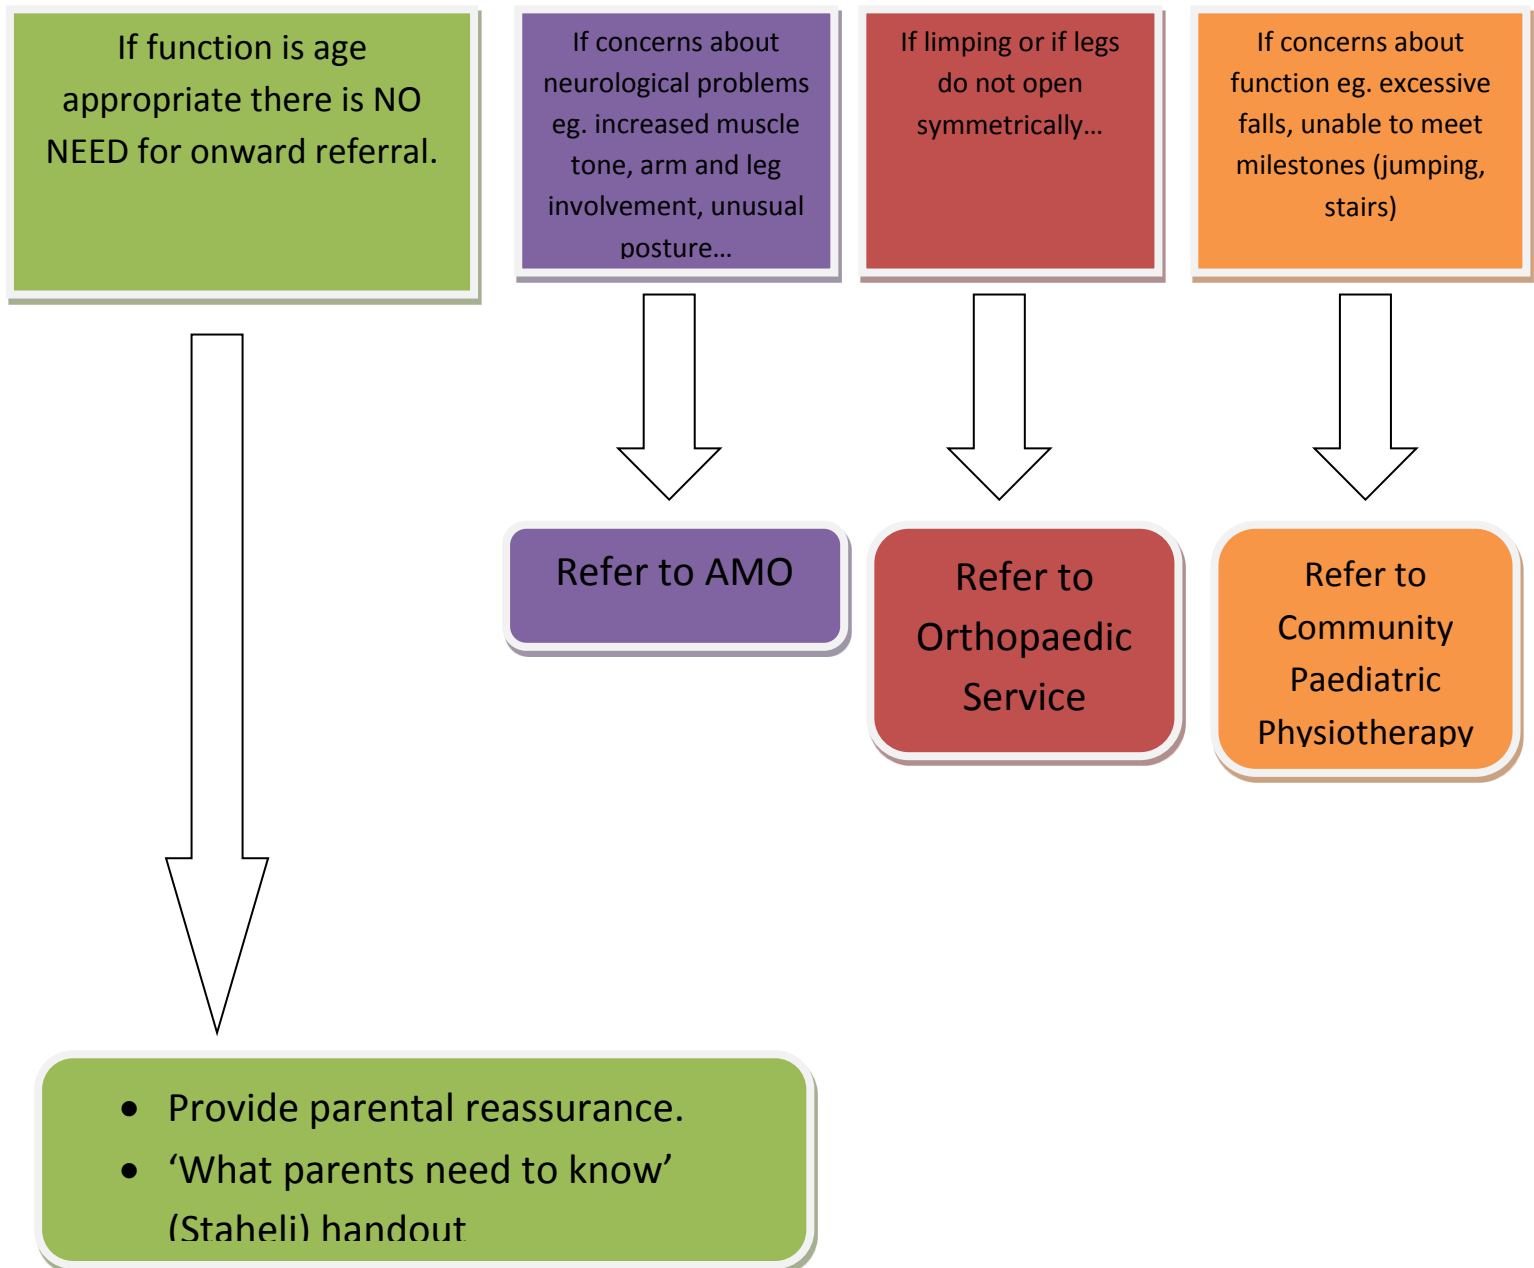 If function is age
appropriate there is NO
NEED for onward referral.
If concerns about
neurological problems
eg. increased muscle
tone, arm and leg
involvement, unusual
posture…
If limping or if legs
do not open
symmetrically…
If concerns about
function eg. excessive
falls, unable to meet
milestones (jumping,
stairs)
Refer to AMO
Refer to
Orthopaedic
Service
Refer to
Community
Paediatric
Physiotherapy
• Provide parental reassurance.
• ‘What parents need to know’
(Staheli) handout